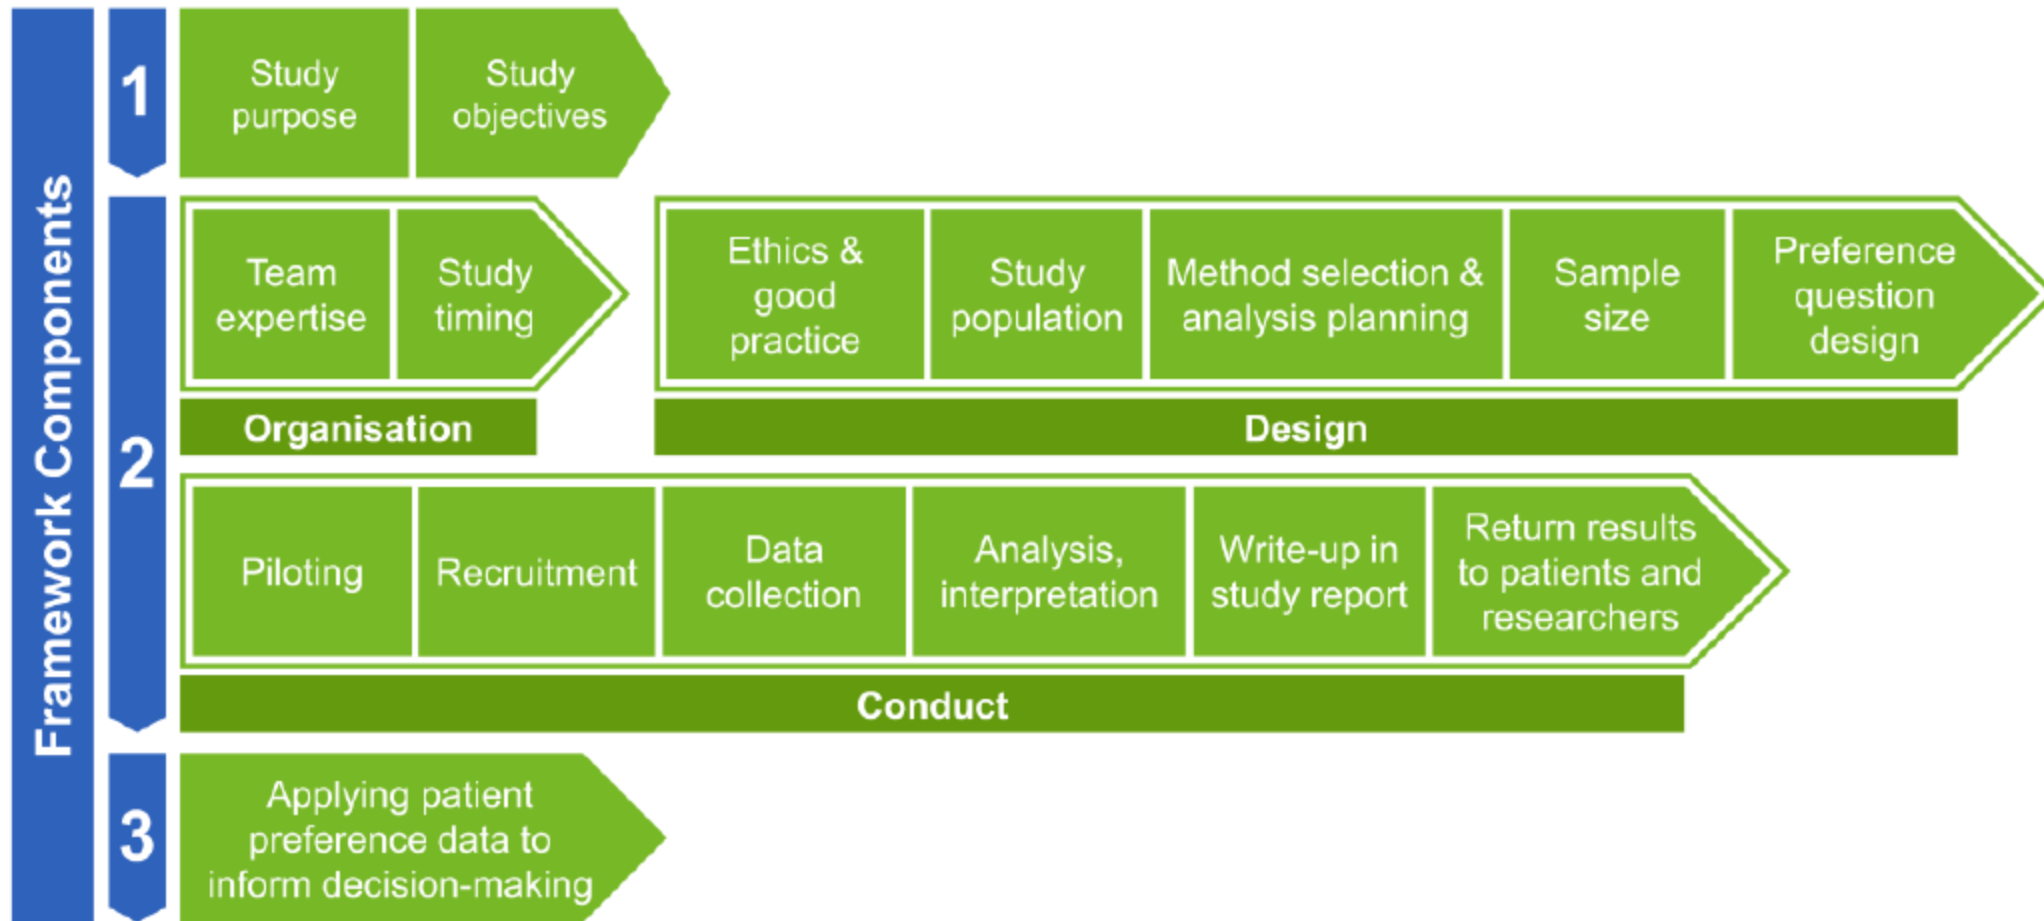 Framework Components
1
Study
purpose
Study
objectives
2
Team
expertise
Study
timing
Organisation
Ethics &
good
practice
Study
population
Method selection &
analysis planning
Sample
size
Preference
question
design
Design
Piloting
Recruitment
Data
collection
Analysis,
interpretation
Write-up in
study report
Return results
to patients and
researchers
Conduct
3
Applying patient
preference data to
inform decision-making